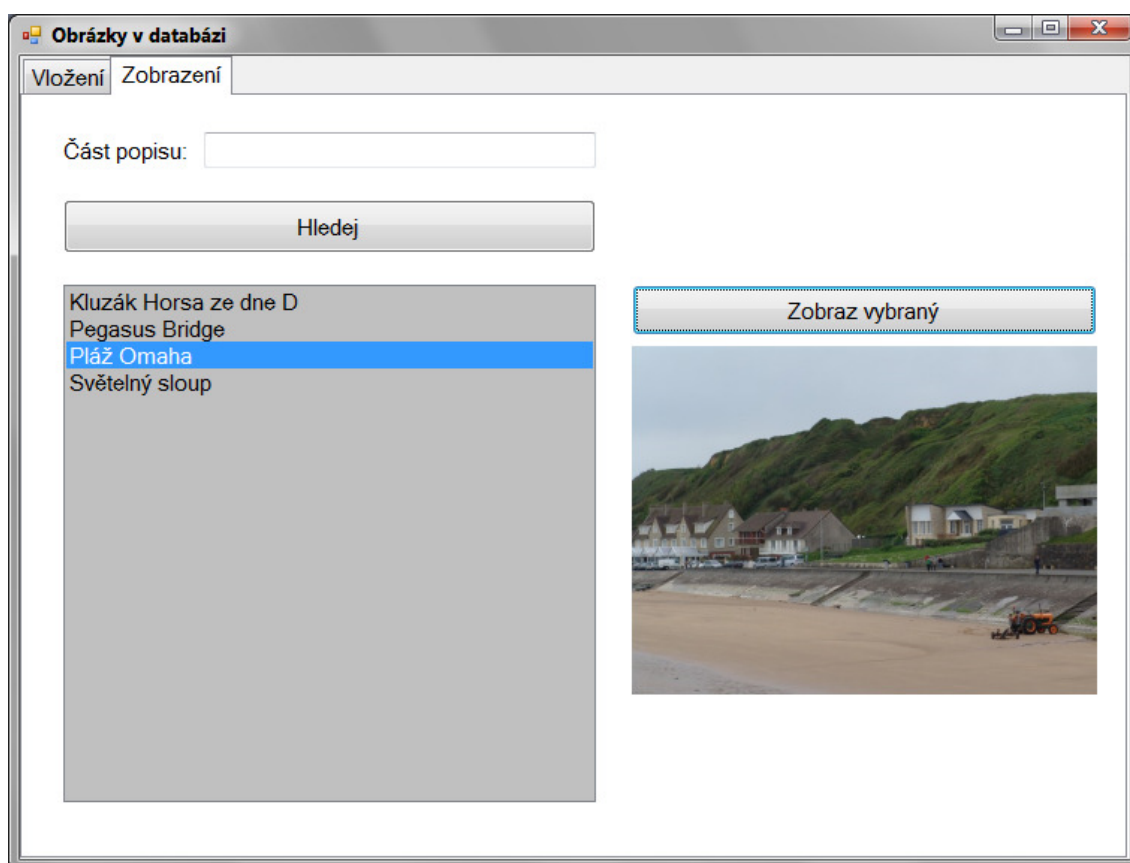 Obrázky v databázi
Vložení Zobrazení
Část popisu:
Hledej
Kluzák Horsa ze dne D
Pegasus Bridge
Pláž Omaha
Světelný sloup
Zobraz vybraný